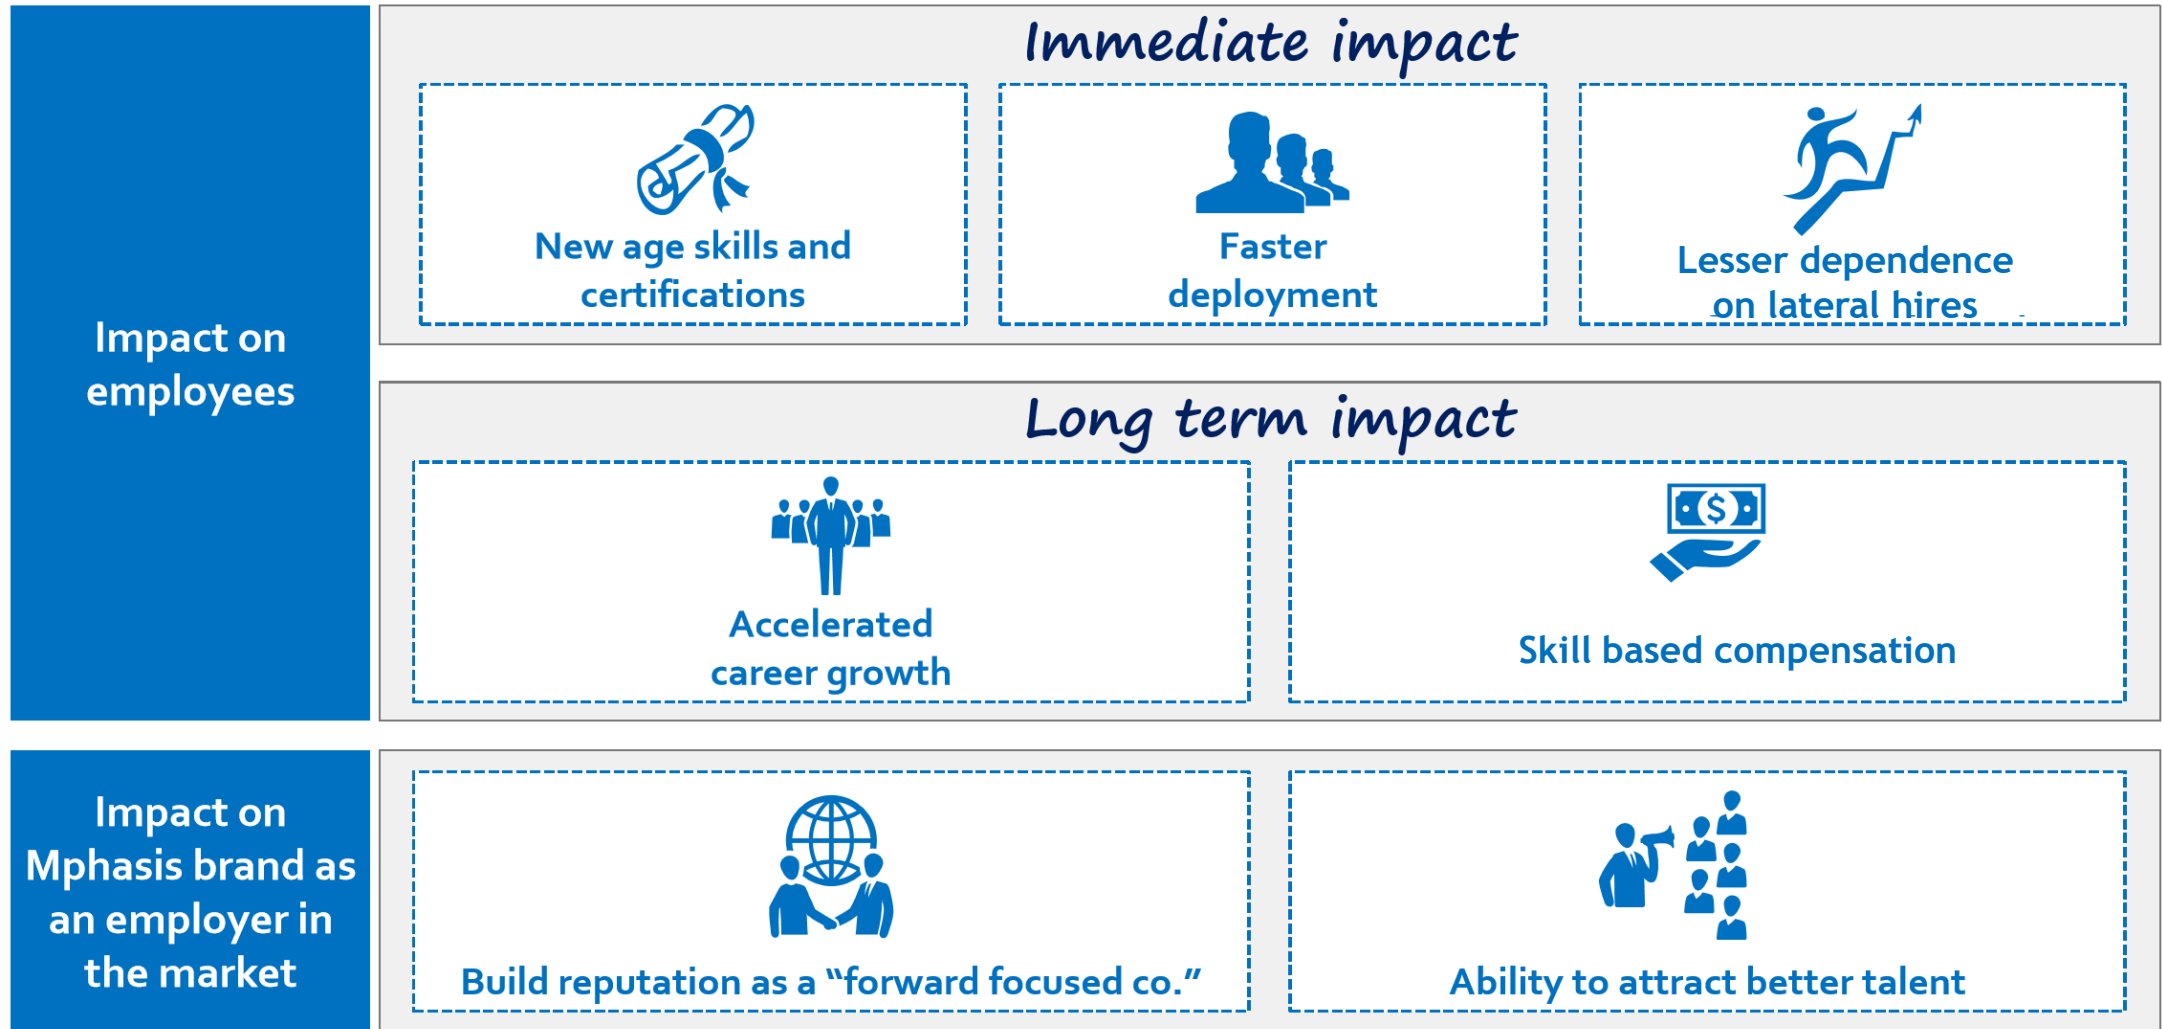 Impact on
employees
Immediate impact
New age skills and
certifications
Faster
deployment
Lesser dependence
on lateral hires
Long term impact
Accelerated
career growth
$
Skill based compensation
Impact on
Mphasis brand as
an employer in
the market
Build reputation as a “forward focused co.”
Ability to attract better talent